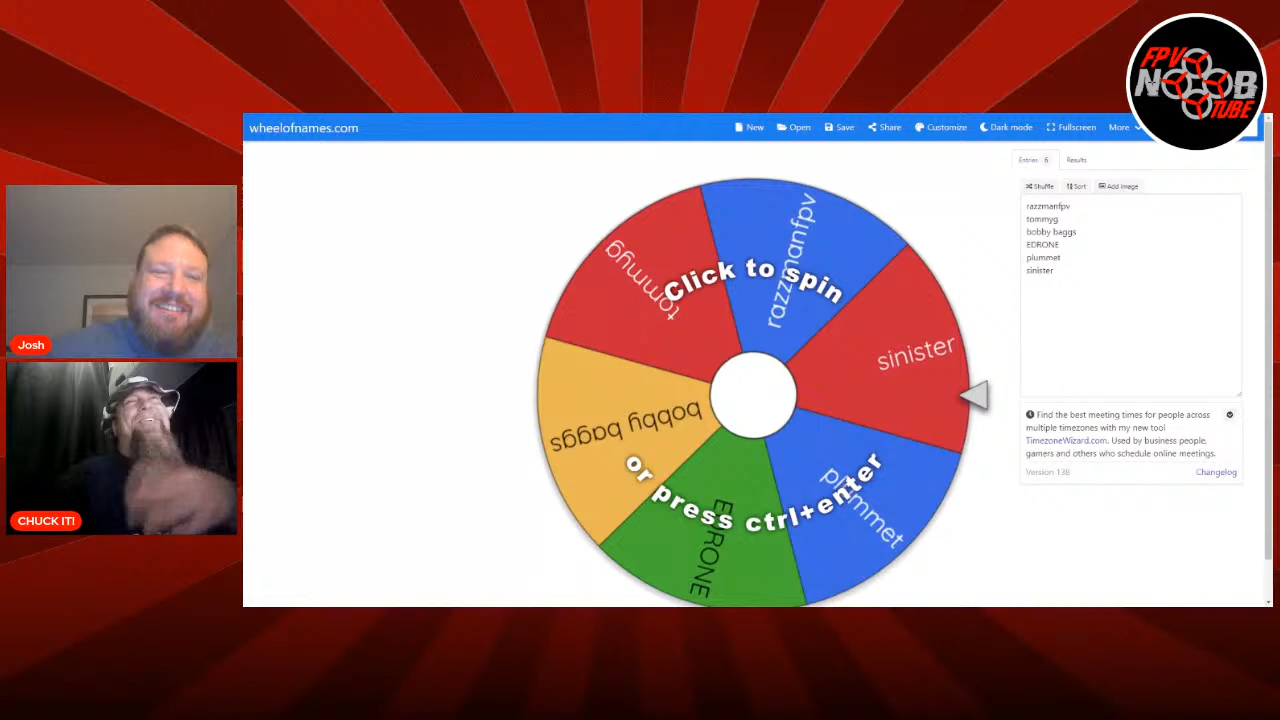 FPV
NOOB
TUBE
wheelofnames.com
New Open Save Share Customize Dark mode Fullscreen More
Entries 6 Results
Shuffle Sort Add image
razzmanfpv
tommyg
bobby baggs
EDRONE
plummet
sinister
Click to spin
or press ctrl+enter
tommyg
razzmanfpv
sinister
bobby baggs
EDRONE
plummet
Find the best meeting times for people across
multiple timezones with my new tool
TimezoneWizard.com. Used by business people,
gamers and others who schedule online meetings.
Version 138 Changelog
Josh
CHUCK IT!